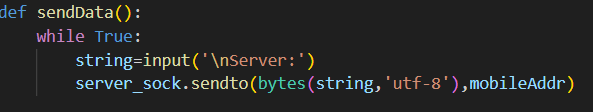 def sendData():
    while True:
        string=input('\nServer:')
        server_sock.sendto(bytes(string,'utf-8'),mobileAddr)